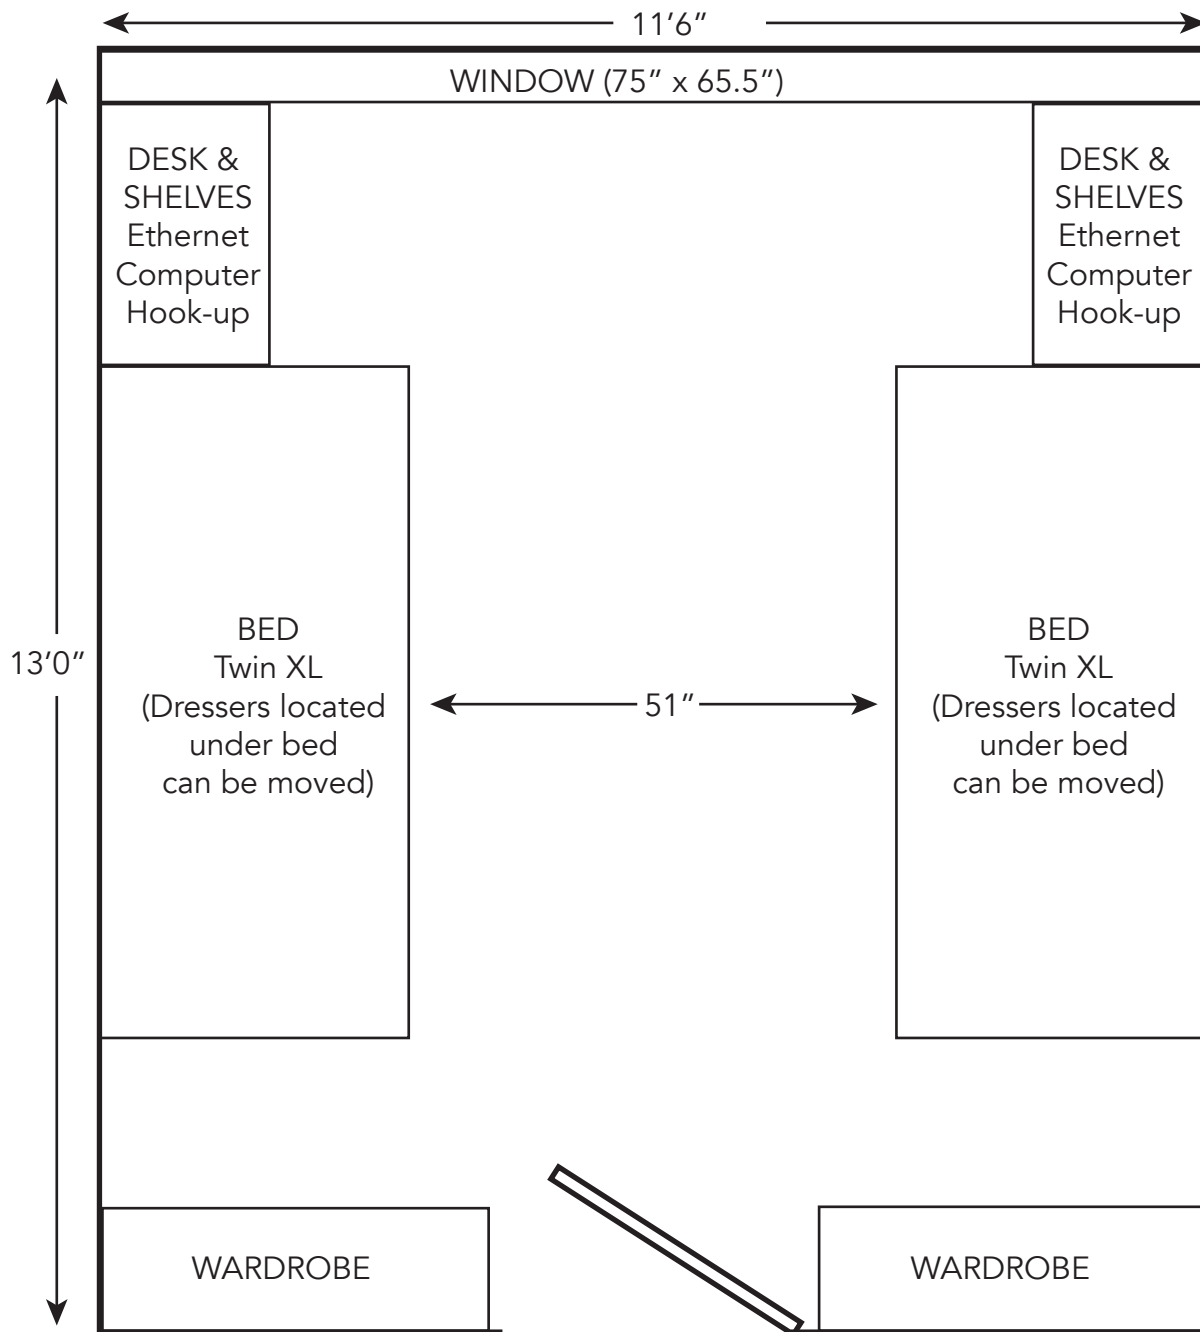 11’6”
WINDOW (75” x 65.5”)
DESK &
SHELVES
Ethernet
Computer
Hook-up
DESK &
SHELVES
Ethernet
Computer
Hook-up
13’0”
BED
Twin XL
(Dressers located
under bed
can be moved)
51”
BED
Twin XL
(Dressers located
under bed
can be moved)
WARDROBE
WARDROBE